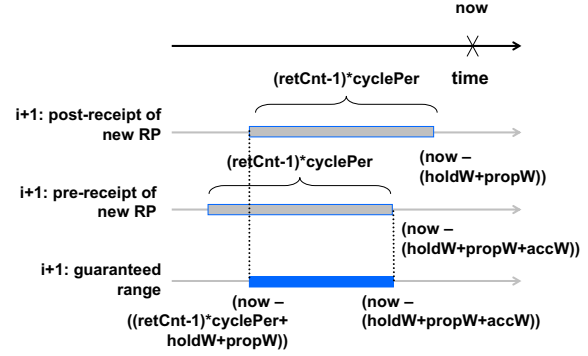 now
time
(retCnt-1)*cyclePer
i+1: post-receipt of
new RP
(now –
(holdW+propW))
(retCnt-1)*cyclePer
i+1: pre-receipt of
new RP
(now –
(holdW+propW+accW))
i+1: guaranteed
range
(now –
((retCnt-1)*cyclePer+
holdW+propW))
(now –
(holdW+propW+accW))